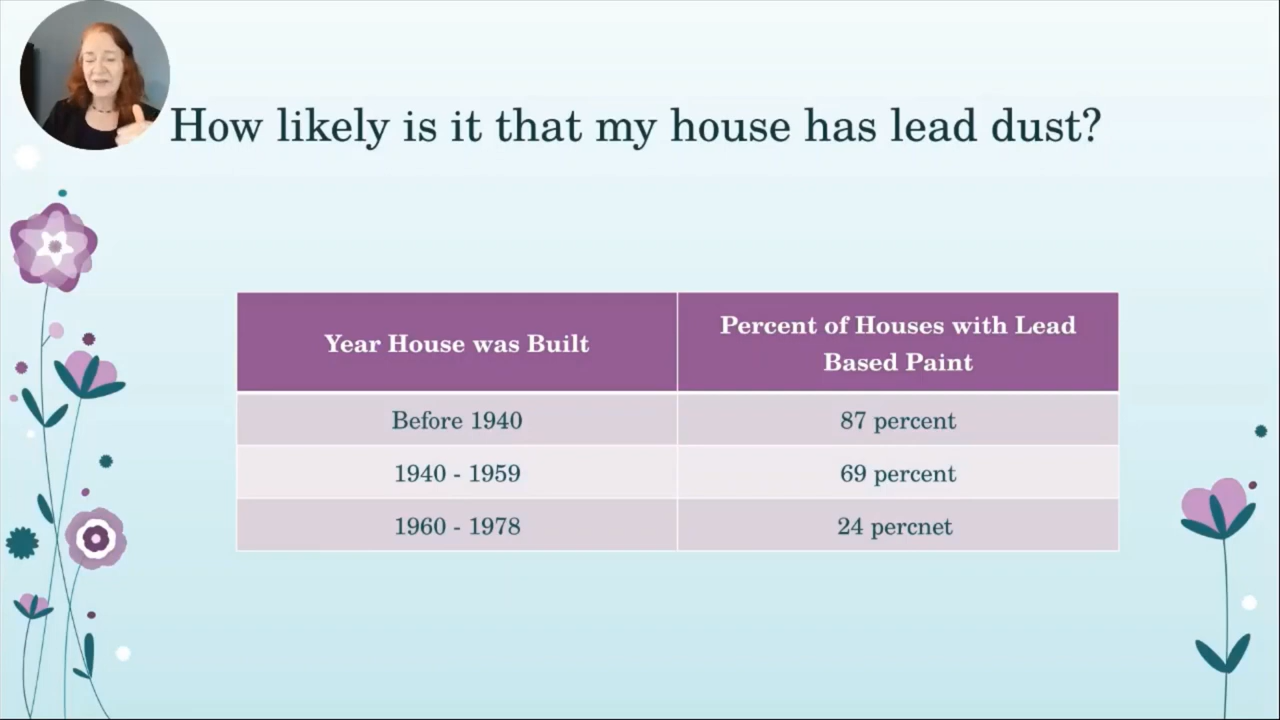 How likely is it that my house has lead dust?
Year House was Built
Percent of Houses with Lead
Based Paint
Before 1940
87 percent
1940 - 1959
69 percent
1960 - 1978
24 percnet